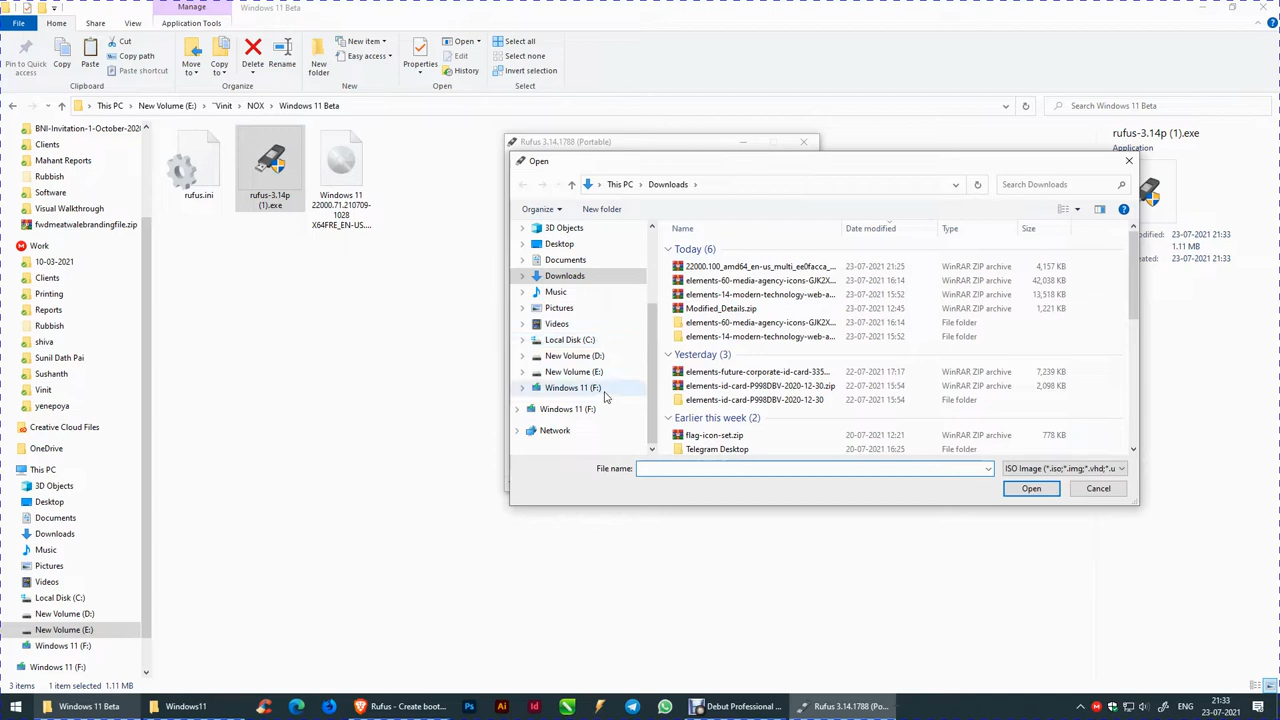 Manage
Windows 11 Beta
File
Home
Share
View
Application Tools
Pin to Quick access
Copy
Paste
Cut
Copy path
Paste shortcut
Clipboard
Move to
Copy to
Delete
Rename
Organize
New folder
New item
Easy access
New
Properties
Open
Edit
History
Open
Select all
Select none
Invert selection
Select
This PC > New Volume (E:) > ~Vinit > NOX > Windows 11 Beta
Search Windows 11 Beta
BNI-Invitation-1-October-2020
Clients
Mahant Reports
Rubbish
Software
Visual Walkthrough
fwdmeatwalebrandingfile.zip
Work
10-03-2021
Clients
Printing
Reports
Rubbish
shiva
Sunil Dath Pai
Sushanth
Vinit
yenepoya
Creative Cloud Files
OneDrive
This PC
3D Objects
Desktop
Documents
Downloads
Music
Pictures
Videos
Local Disk (C:)
New Volume (D:)
New Volume (E:)
Windows 11 (F:)
Windows 11 (F:)
rufus.ini
rufus-3.14p
(1).exe
Windows 11
22000.71.210709-
1028
X64FRE_EN-US....
Rufus 3.14.1788 (Portable)
Open
This PC > Downloads >
Search Downloads
Organize
New folder
3D Objects
Desktop
Documents
Downloads
Music
Pictures
Videos
Local Disk (C:)
New Volume (D:)
New Volume (E:)
Windows 11 (F:)
Windows 11 (F:)
Network
Name Date modified Type Size
Today (6)
22000.100_amd64_en-us_multi_ee0facca_... 23-07-2021 21:25 WinRAR ZIP archive 4,157 KB
elements-60-media-agency-icons-GJK2X... 23-07-2021 16:14 WinRAR ZIP archive 42,038 KB
elements-14-modern-technology-web-a... 23-07-2021 15:52 WinRAR ZIP archive 13,518 KB
Modified_Details.zip 23-07-2021 12:45 WinRAR ZIP archive 1,221 KB
elements-60-media-agency-icons-GJK2X... 23-07-2021 16:14 File folder
elements-14-modern-technology-web-a... 23-07-2021 15:52 File folder
Yesterday (3)
elements-future-corporate-id-card-335... 22-07-2021 17:17 WinRAR ZIP archive 7,239 KB
elements-id-card-P998DBV-2020-12-30.zip 22-07-2021 15:54 WinRAR ZIP archive 2,098 KB
elements-id-card-P998DBV-2020-12-30 22-07-2021 15:54 File folder
Earlier this week (2)
flag-icon-set.zip 20-07-2021 12:21 WinRAR ZIP archive 778 KB
Telegram Desktop 20-07-2021 16:25 File folder
File name:
ISO Image (*.iso;*.img;*.vhd;*.u
Open
Cancel
rufus-3.14p (1).exe
Application
23-07-2021 21:33
1.11 MB
23-07-2021 21:33
3 items
1 item selected 1.11 MB
Windows 11 Beta
Windows11
Rufus - Create boot...
Debut Professional ...
Rufus 3.14.1788 (Po...
ENG
21:33
23-07-2021